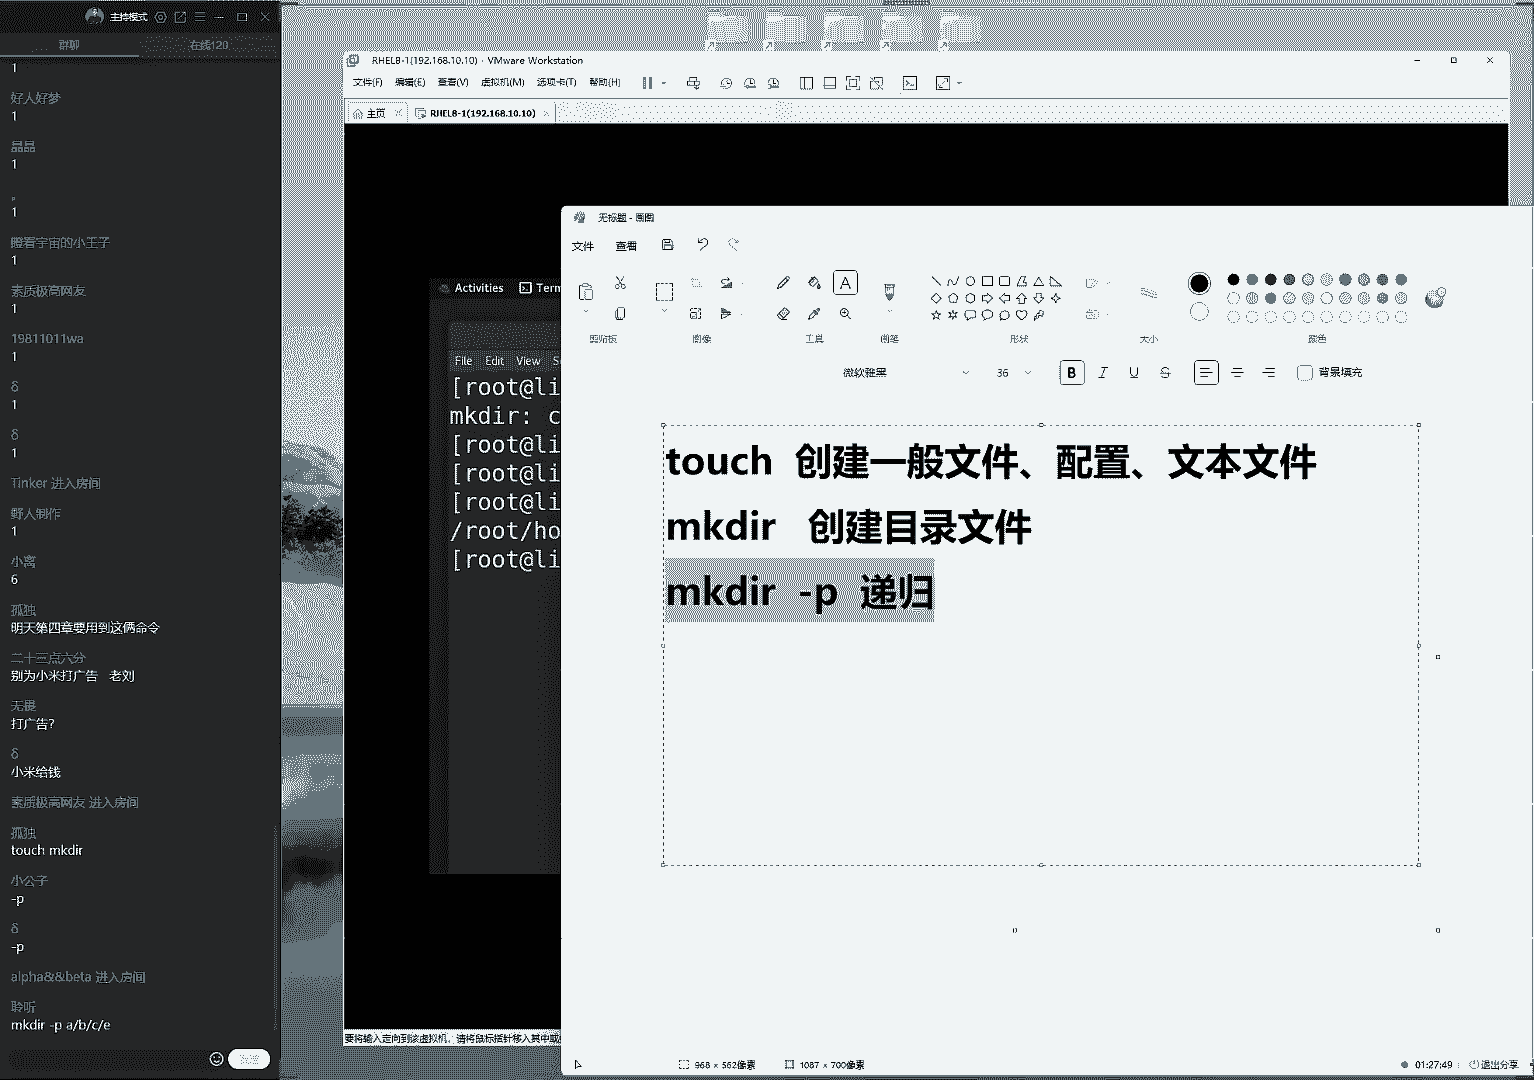 主持模式
群聊
在线120
1
好人好梦
1
晶晶
1
。
1
瞪着宇宙的小王子
1
素质极高网友
1
19811011wa
1
δ
1
δ
1
Tinker 进入房间
野人制作
1
小离
6
孤独
明天第四章要用到这俩命令
二十三点六分
别为小米打广告 老刘
无畏
打广告?
δ
小米给钱
素质极高网友 进入房间
孤独
touch mkdir
小公子
-p
δ
-p
alpha&&beta 进入房间
聆听
mkdir -p a/b/c/e
RHEL8-1(192.168.10.10) - VMware Workstation
文件(F) 编辑(E) 查看(V) 虚拟机(M) 选项卡(T) 帮助(H)
主页
RHEL8-1(192.168.10.10)
Activities
Term
File Edit View S
[root@li
mkdir: c
[root@li
[root@li
[root@li
/root/ho
[root@li
要将输入定向到该虚拟机，请将鼠标指针移入其中或
无标题 - 画图
文件 查看
剪贴板 图像 工具 画笔 形状 大小 颜色
微软雅黑 36 B I U S 背景填充
touch 创建一般文件、配置、文本文件
mkdir 创建目录文件
mkdir -p 递归
968 × 562像素
1087 × 700像素
01:27:49
退出分享